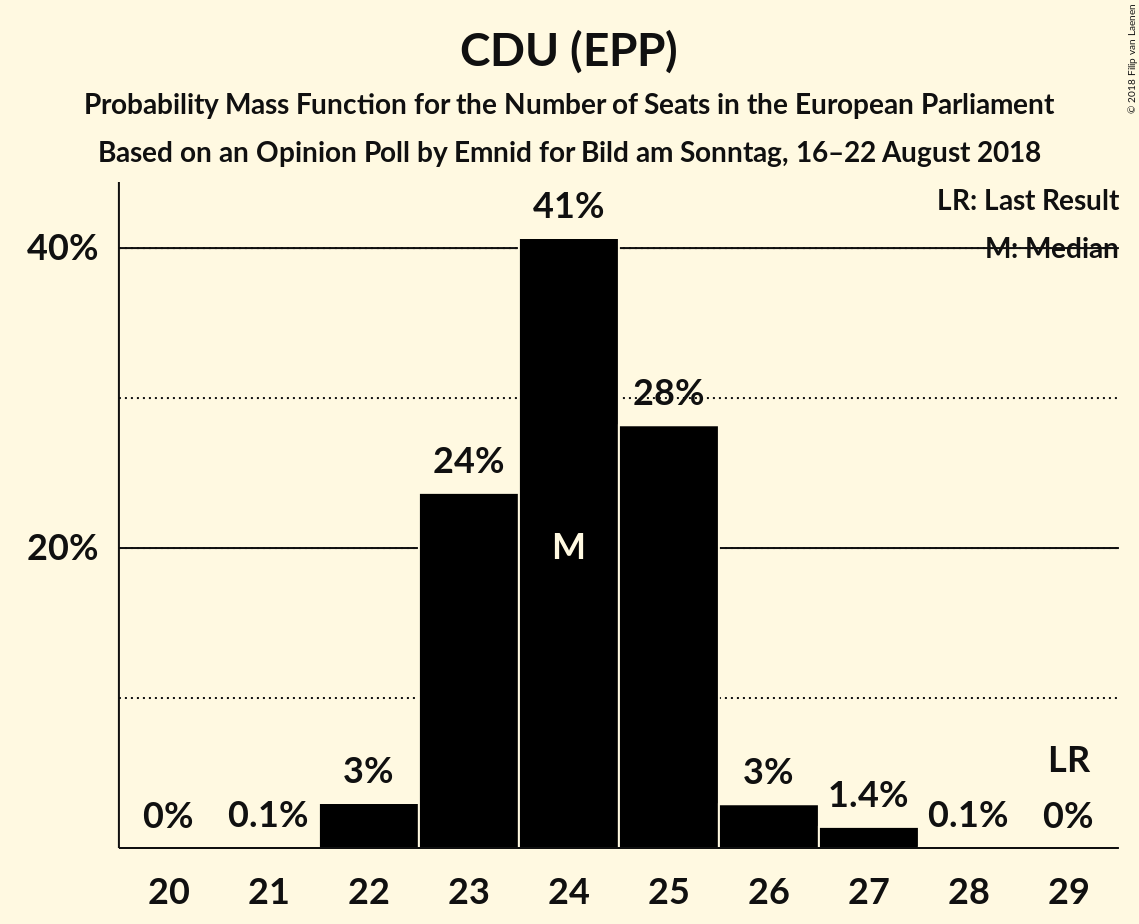 CDU (EPP)
Probability Mass Function for the Number of Seats in the European Parliament
Based on an Opinion Poll by Emnid for Bild am Sonntag, 16–22 August 2018
© 2018 Filip van Laenen
LR: Last Result
M: Median
40%
20%
0%
0.1%
3%
24%
41%
M
28%
3%
1.4%
0.1%
LR
0%
20 21 22 23 24 25 26 27 28 29